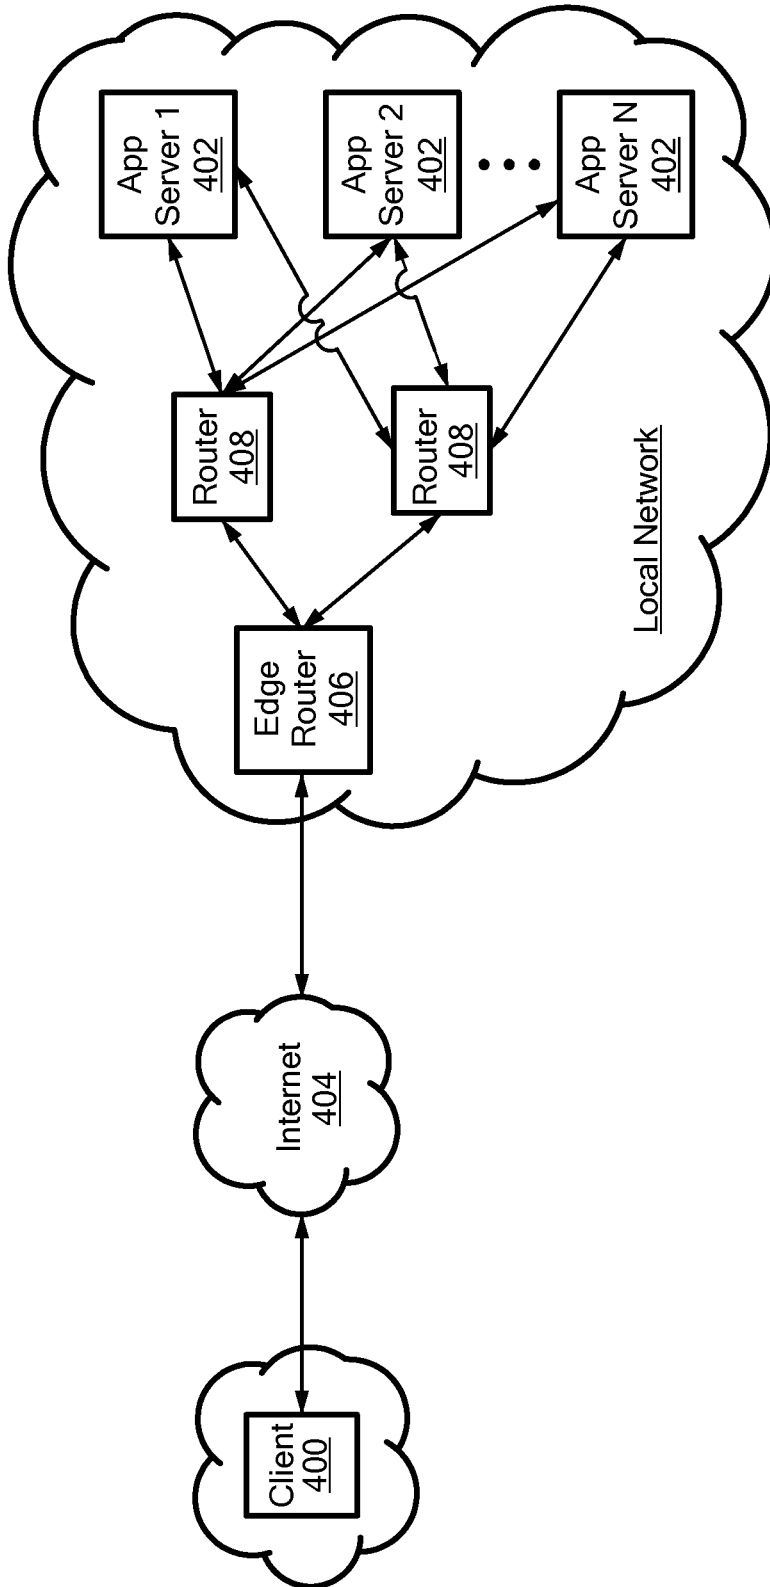 Client
400
Internet
404
Edge
Router
406
Router
408
Router
408
App
Server 1
402
App
Server 2
402
App
Server N
402
Local Network